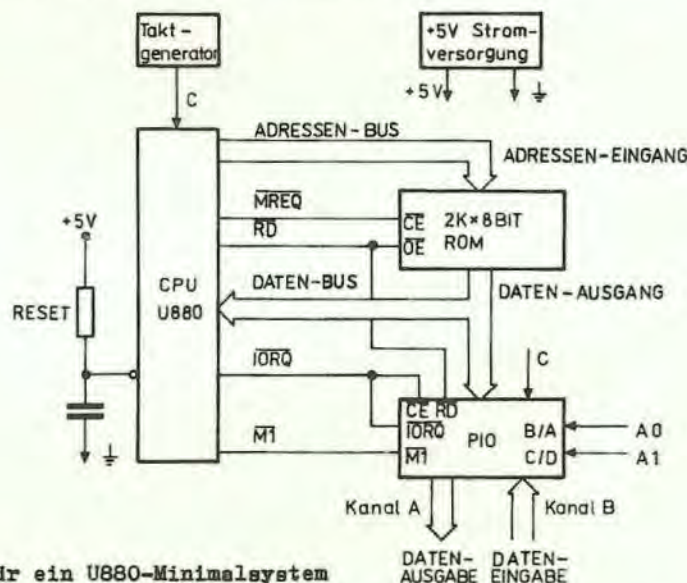 Takt-
generator
+5V Strom-
versorgung
C
+5V
ADRESSEN-BUS
ADRESSEN-EINGANG
MREQ
RD
CE
OE
2K×8BIT
ROM
+5V
RESET
CPU
U880
DATEN-BUS
DATEN-AUSGANG
IORQ
C
CE RD
IORQ
M1
PIO
B/A
C/D
A0
A1
M1
Kanal A
Kanal B
DATEN-
AUSGABE
DATEN-
EINGABE
ein U880-Minimalsystem